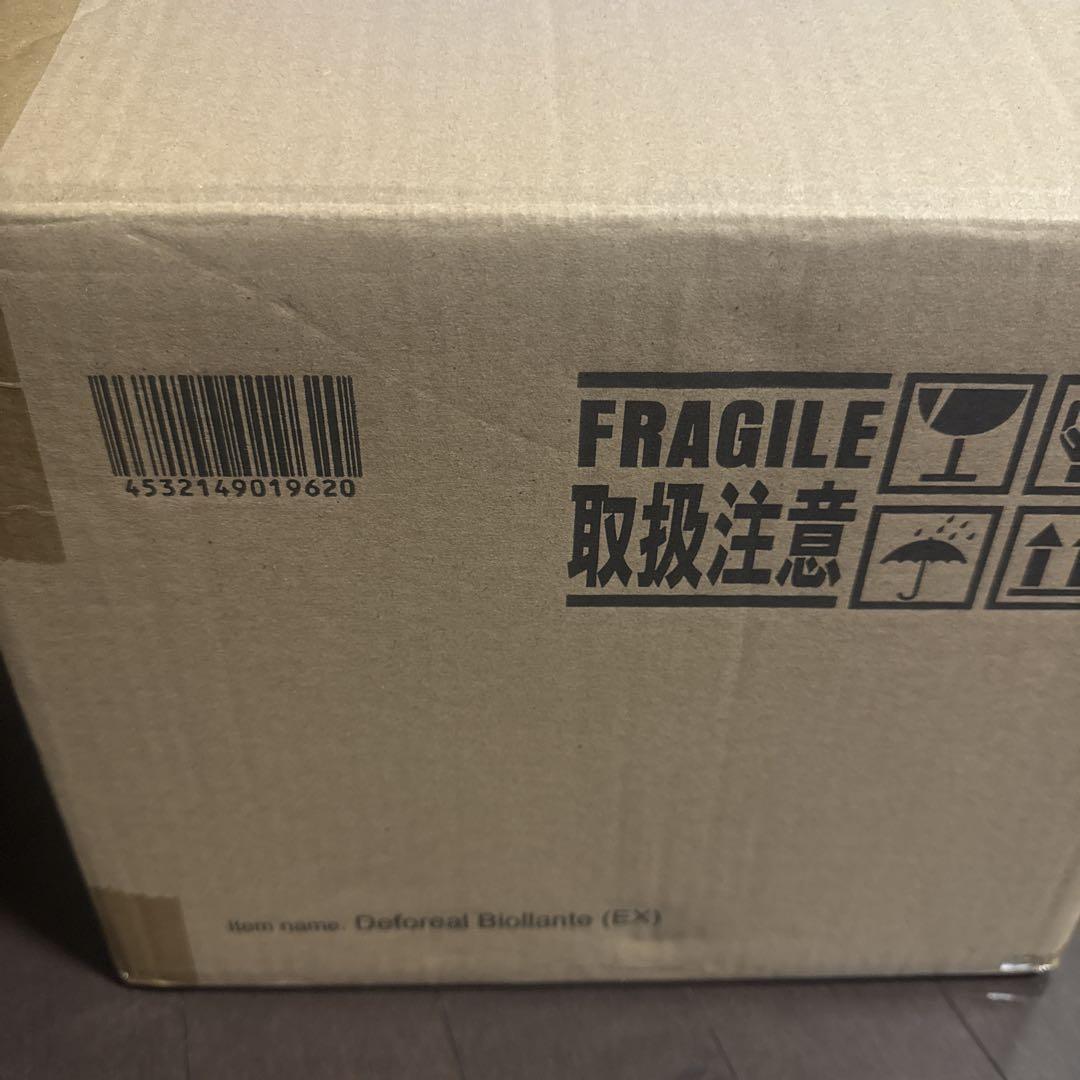 4532149019620
FRAGILE
取扱注意
Item name. Deforeal Biollante (EX)